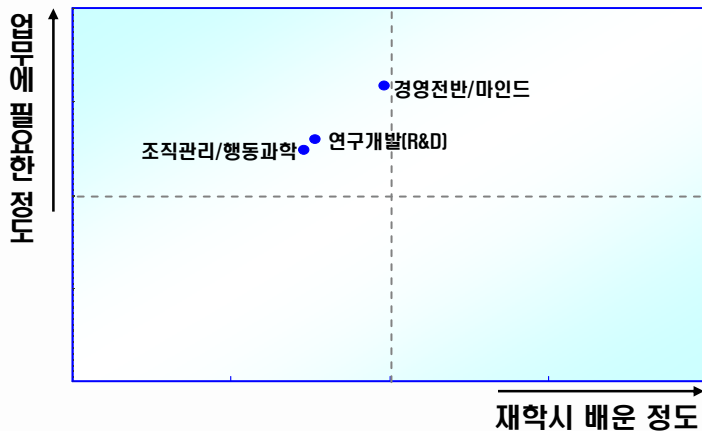 업무에 필요한 정도
경영전반/마인드
연구개발(R&D)
조직관리/행동과학
재학시 배운 정도